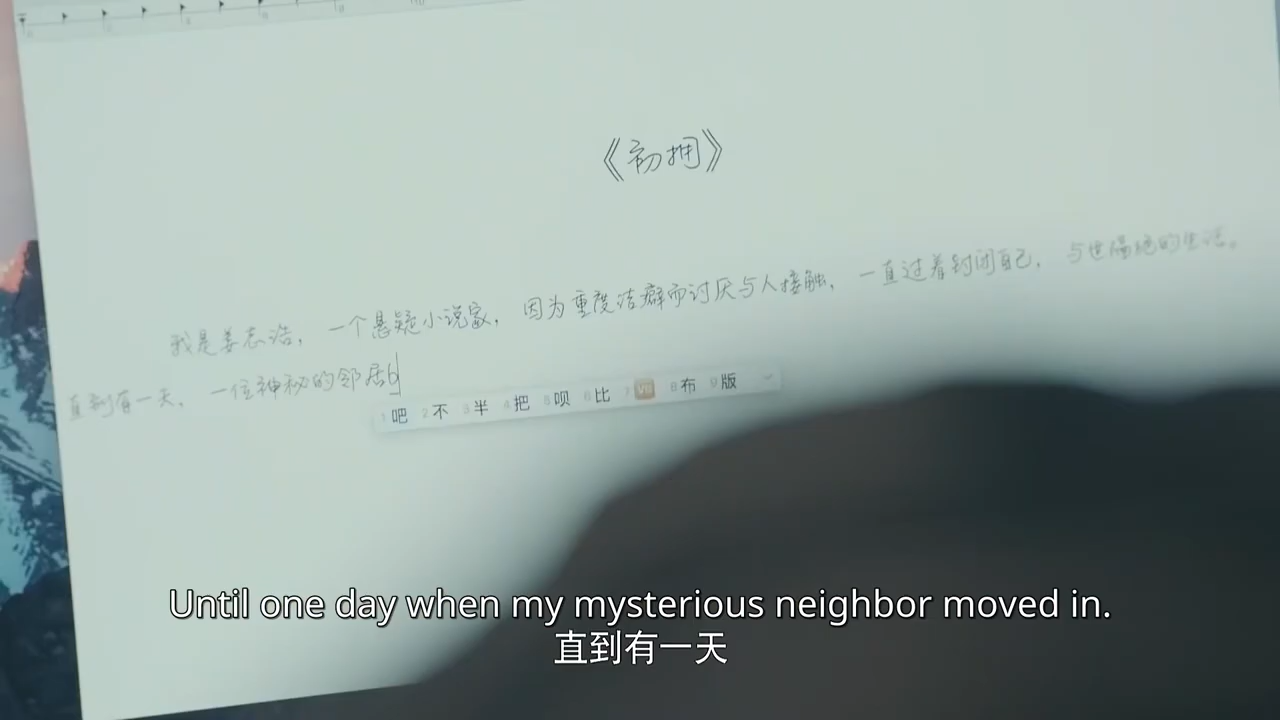 《初拥》
我是姜志浩，一个悬疑小说家，因为重度洁癖而讨厌与人接触，一直过着封闭自己，与世隔绝的生活。
直到有一天，一位神秘的邻居b
1吧 2不 3半 4把 5呗 6比 7 8布 9版
Until one day when my mysterious neighbor moved in.
直到有一天